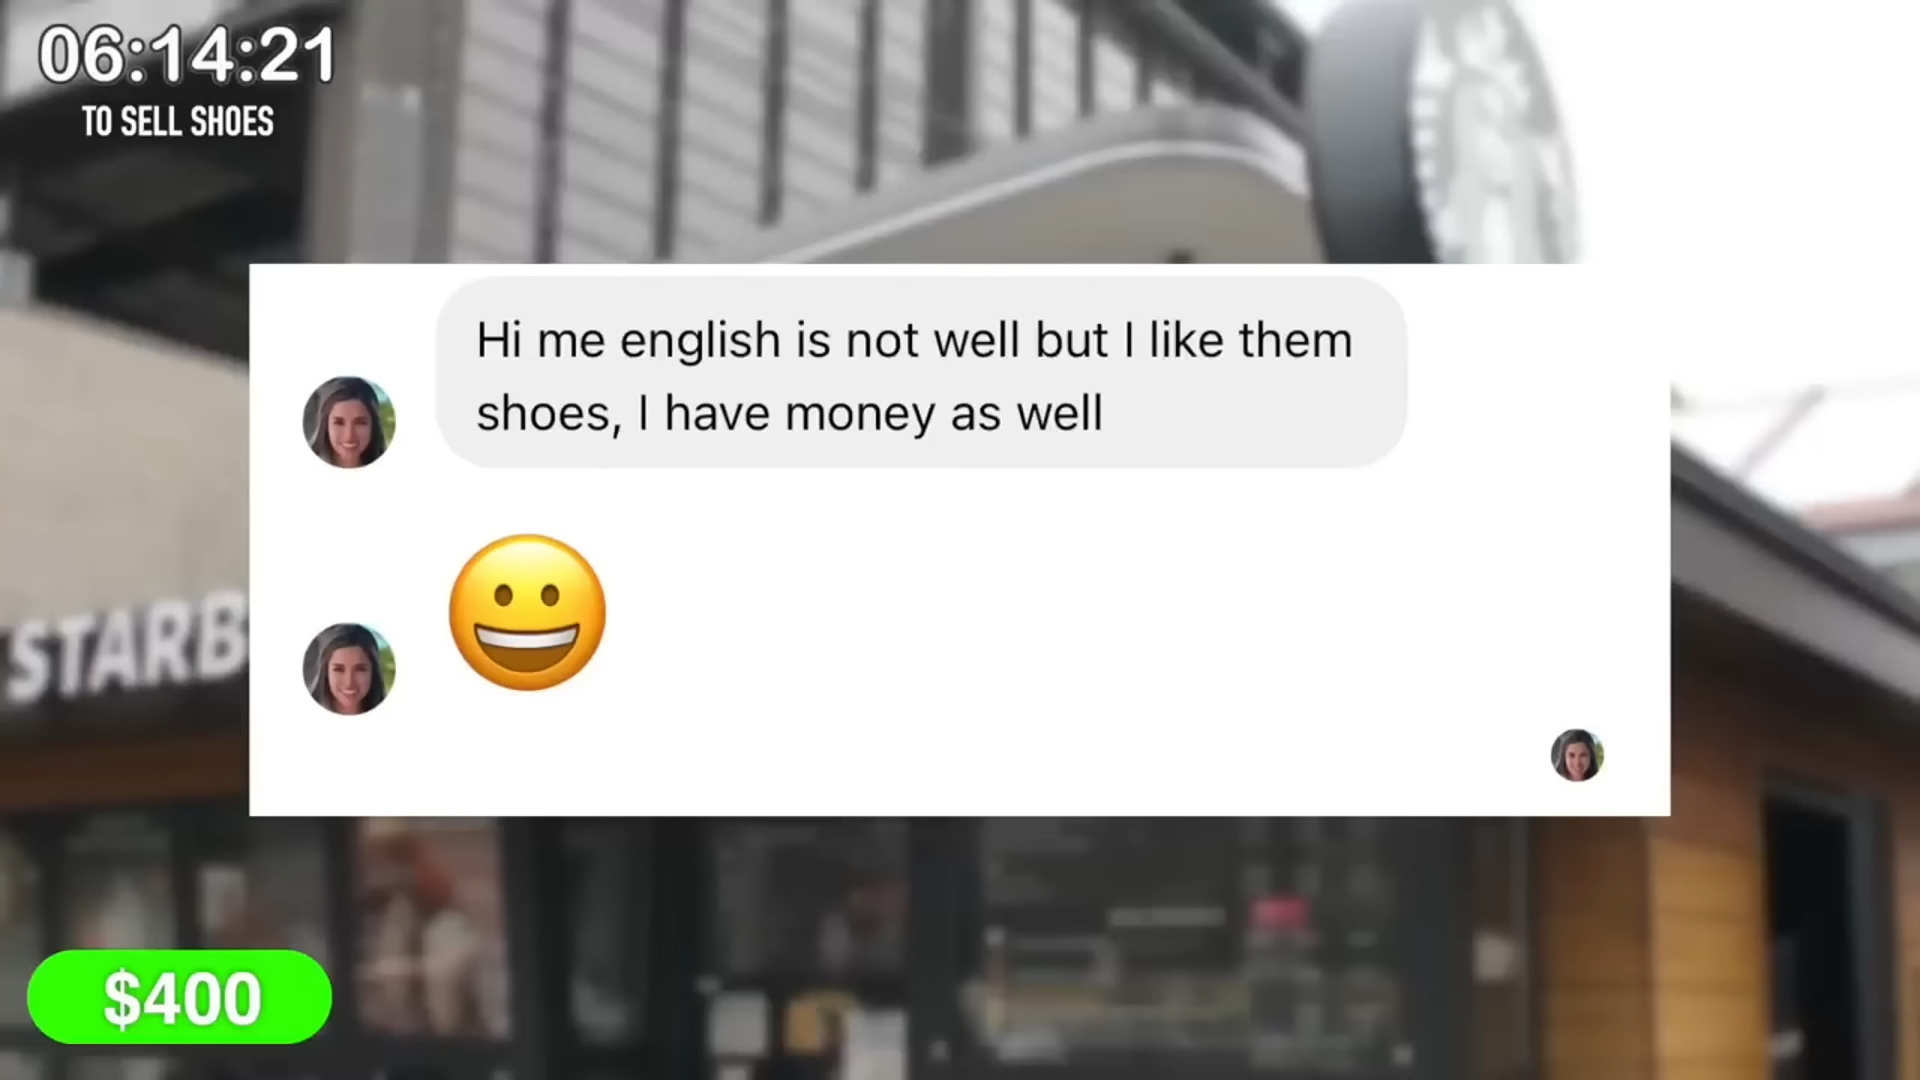 06:14:21
TO SELL SHOES
Hi me english is not well but I like them
shoes, I have money as well
STARB
$400